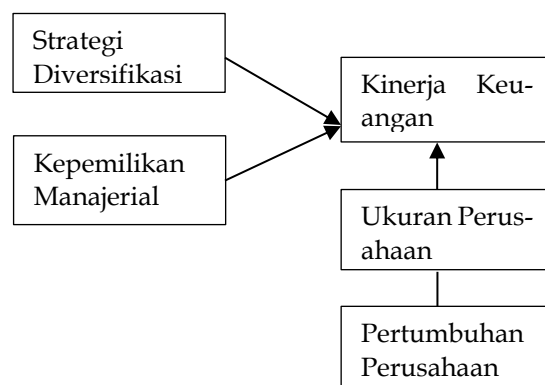 Strategi
Diversifikasi
Kinerja Keu-
angan
Kepemilikan
Manajerial
Ukuran Perus-
ahaan
Pertumbuhan
Perusahaan